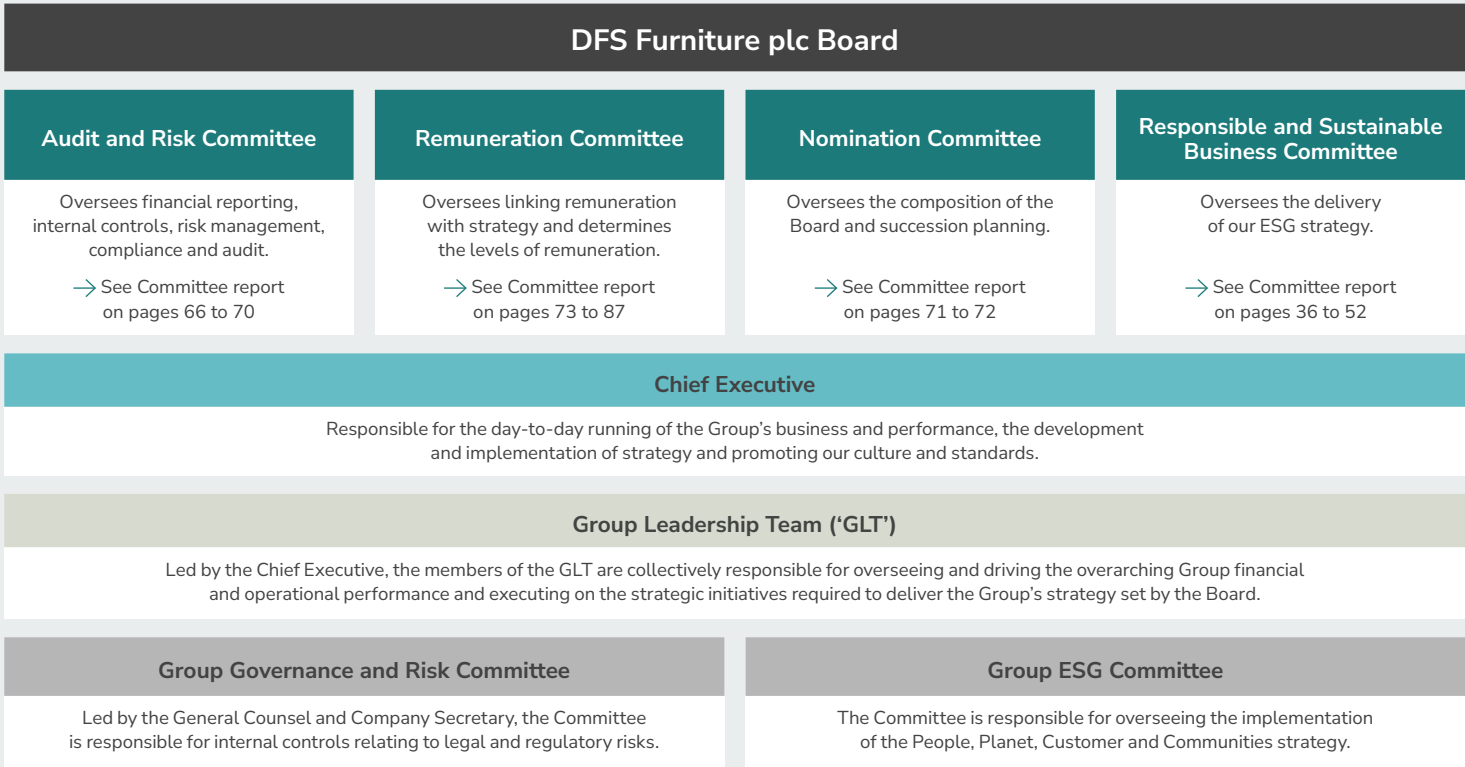 DFS Furniture plc Board
Audit and Risk Committee
Oversees financial reporting,
internal controls, risk management,
compliance and audit.
→ See Committee report
on pages 66 to 70
Remuneration Committee
Oversees linking remuneration
with strategy and determines
the levels of remuneration.
→ See Committee report
on pages 73 to 87
Nomination Committee
Oversees the composition of the
Board and succession planning.
→ See Committee report
on pages 71 to 72
Responsible and Sustainable
Business Committee
Oversees the delivery
of our ESG strategy.
→ See Committee report
on pages 36 to 52
Chief Executive
Responsible for the day-to-day running of the Group’s business and performance, the development
and implementation of strategy and promoting our culture and standards.
Group Leadership Team (‘GLT’)
Led by the Chief Executive, the members of the GLT are collectively responsible for overseeing and driving the overarching Group financial
and operational performance and executing on the strategic initiatives required to deliver the Group’s strategy set by the Board.
Group Governance and Risk Committee
Led by the General Counsel and Company Secretary, the Committee
is responsible for internal controls relating to legal and regulatory risks.
Group ESG Committee
The Committee is responsible for overseeing the implementation
of the People, Planet, Customer and Communities strategy.